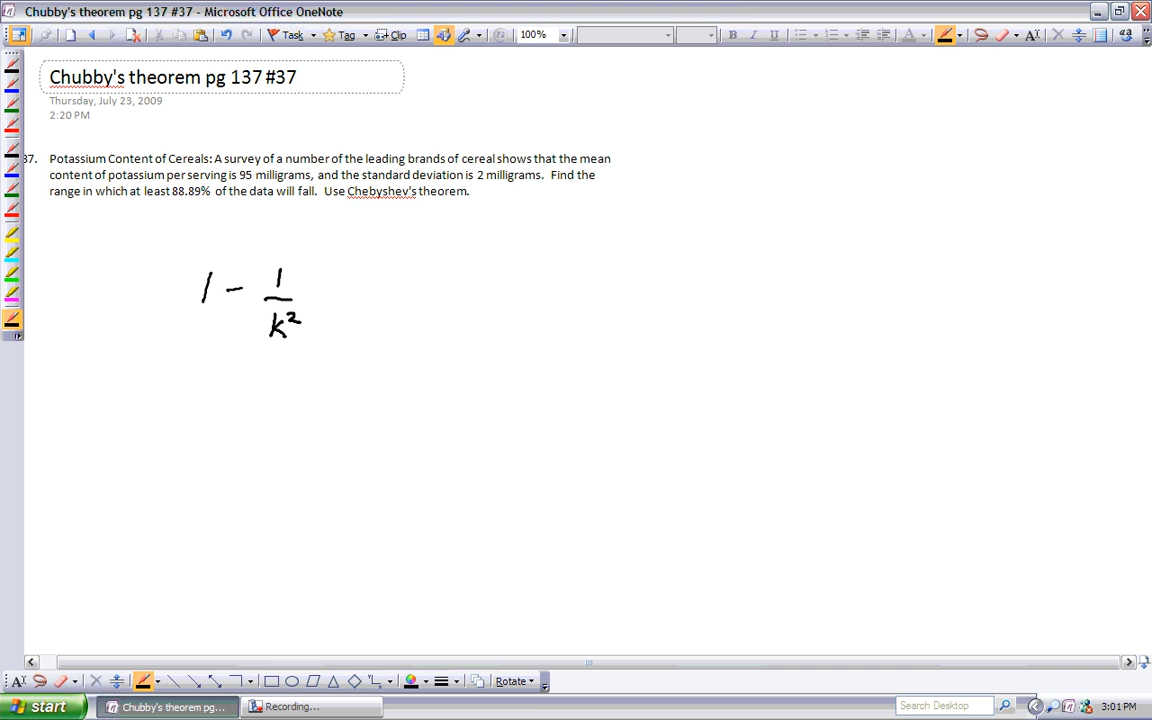 Chubby's theorem pg 137 #37 - Microsoft Office OneNote
Task Tag Clip 100% B I U A
Chubby's theorem pg 137 #37
Thursday, July 23, 2009
2:20 PM
37. Potassium Content of Cereals: A survey of a number of the leading brands of cereal shows that the mean
content of potassium per serving is 95 milligrams, and the standard deviation is 2 milligrams. Find the
range in which at least 88.89% of the data will fall. Use Chebyshev's theorem.
1 - 1
k²
Rotate
start Chubby's theorem pg... Recording... Search Desktop 3:01 PM